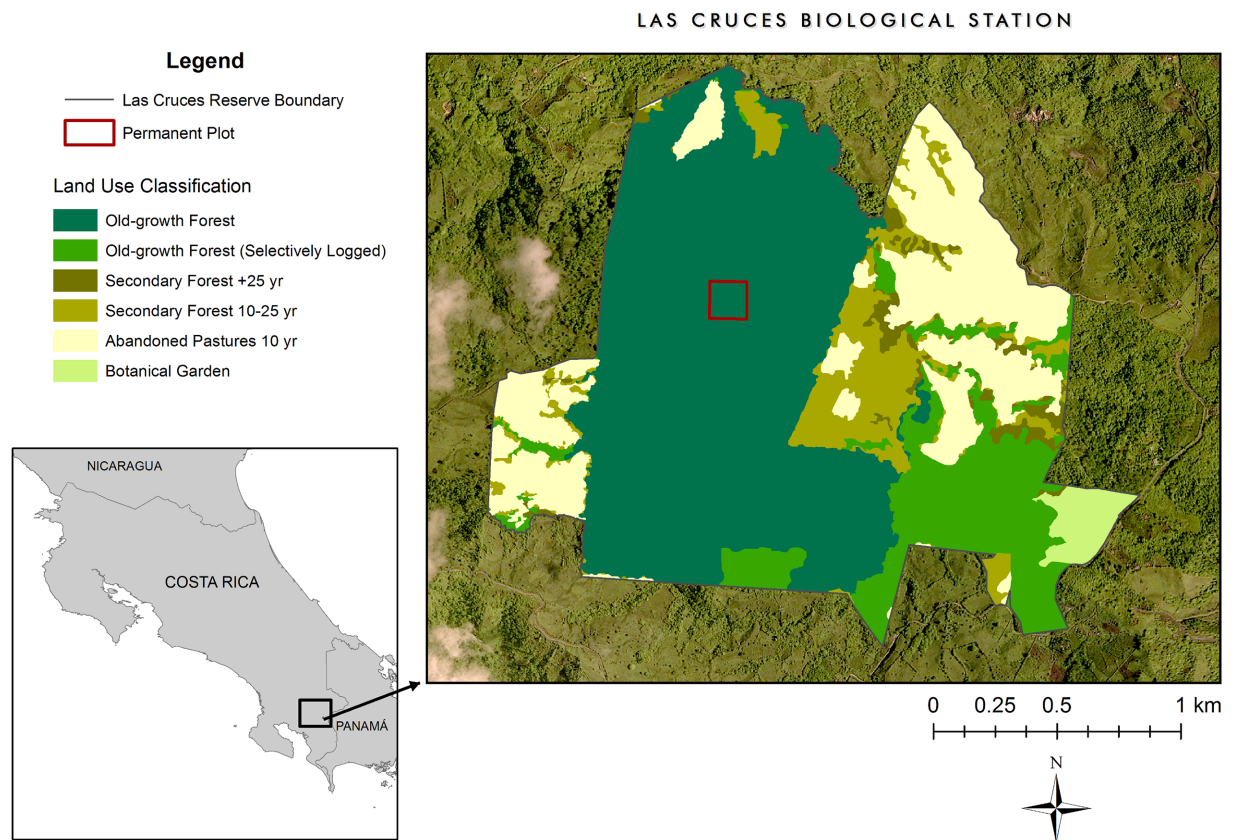 LAS CRUCES BIOLOGICAL STATION
Legend
Las Cruces Reserve Boundary
Permanent Plot
Land Use Classification
Old-growth Forest
Old-growth Forest (Selectively Logged)
Secondary Forest +25 yr
Secondary Forest 10-25 yr
Abandoned Pastures 10 yr
Botanical Garden
NICARAGUA
COSTA RICA
PANAMÁ
0 0.25 0.5 1 km
N